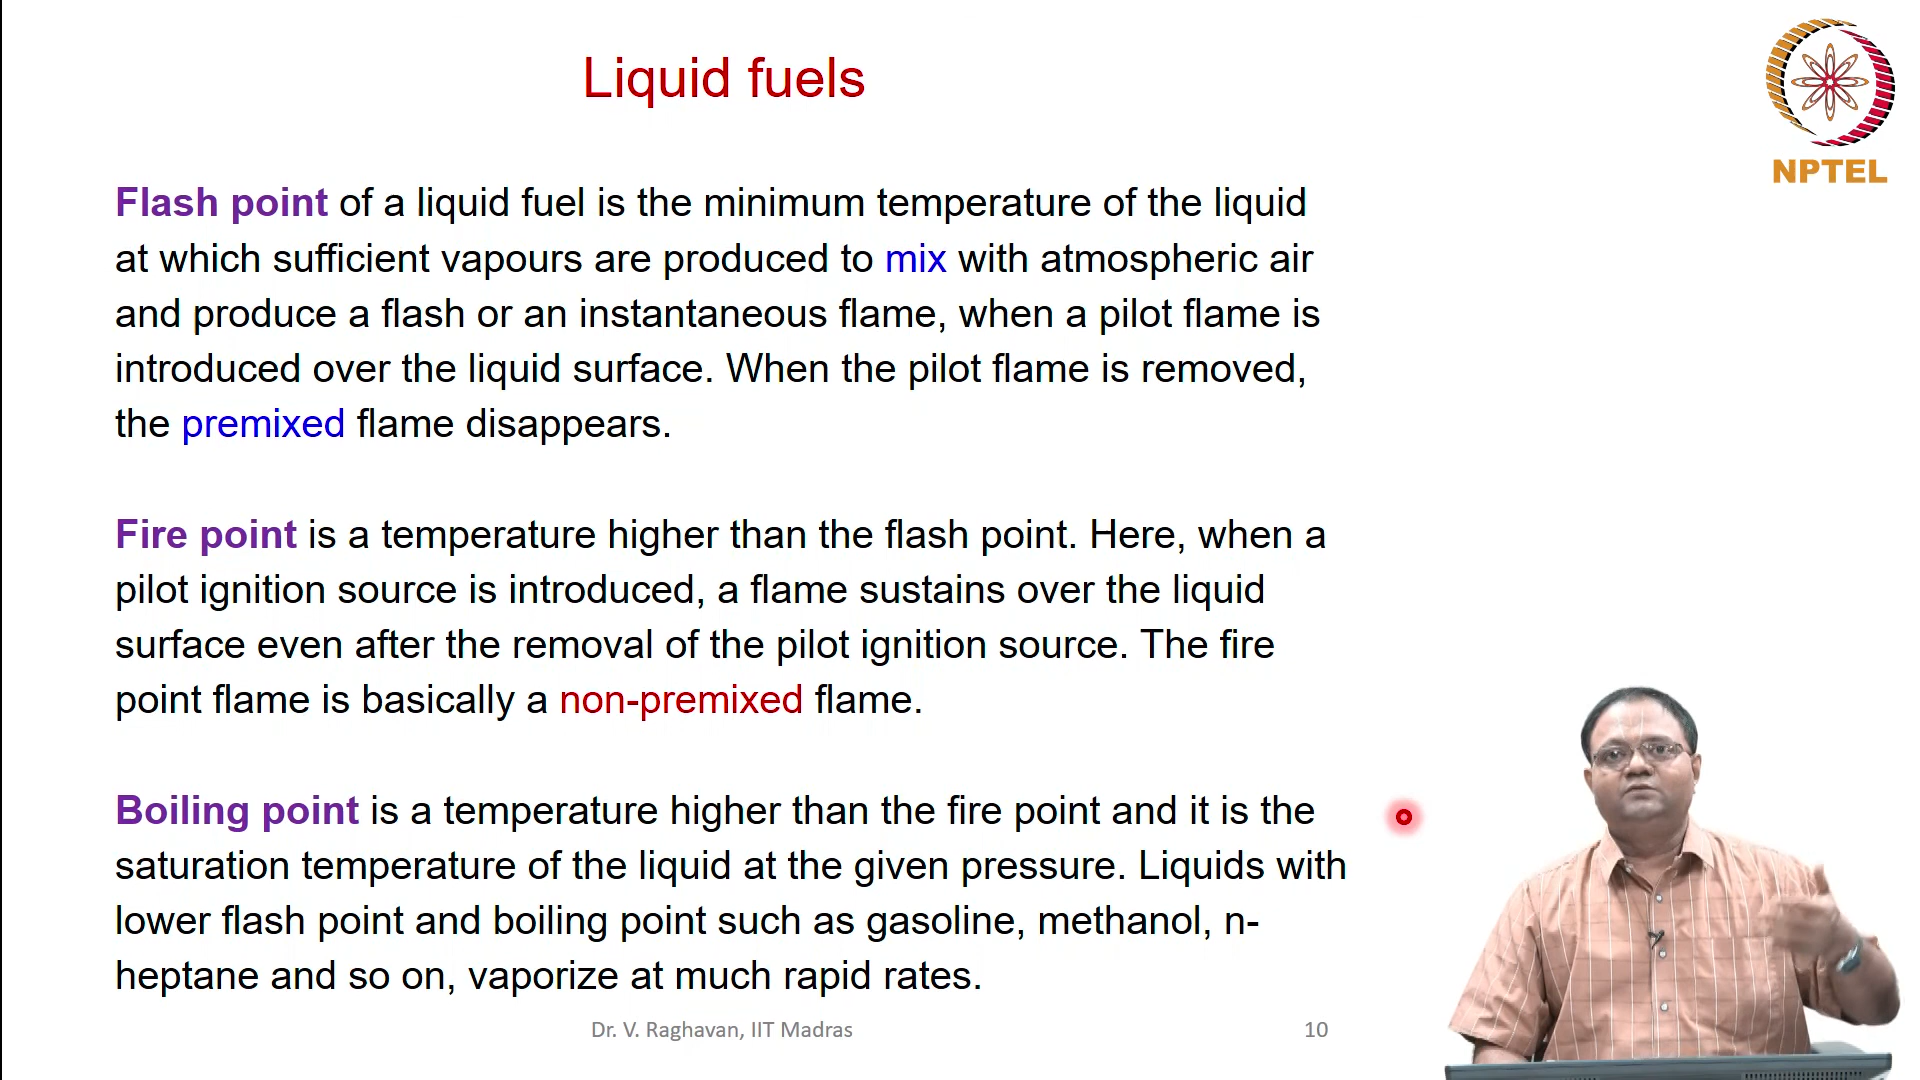 Liquid fuels
NPTEL
Flash point of a liquid fuel is the minimum temperature of the liquid
at which sufficient vapours are produced to mix with atmospheric air
and produce a flash or an instantaneous flame, when a pilot flame is
introduced over the liquid surface. When the pilot flame is removed,
the premixed flame disappears.
Fire point is a temperature higher than the flash point. Here, when a
pilot ignition source is introduced, a flame sustains over the liquid
surface even after the removal of the pilot ignition source. The fire
point flame is basically a non-premixed flame.
Boiling point is a temperature higher than the fire point and it is the
saturation temperature of the liquid at the given pressure. Liquids with
lower flash point and boiling point such as gasoline, methanol, n-
heptane and so on, vaporize at much rapid rates.
Dr. V. Raghavan, IIT Madras
10